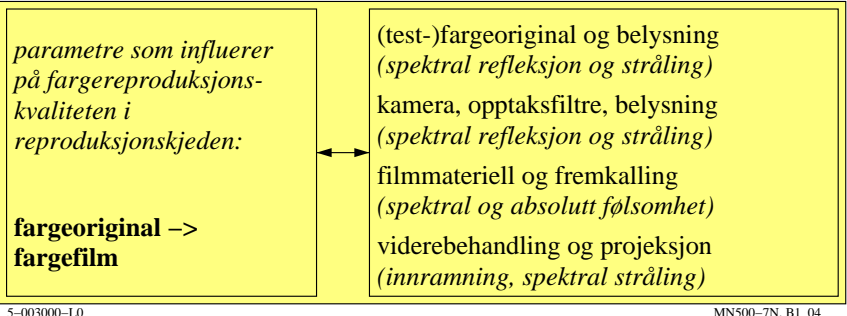 parametre som influerer
på fargereproduksjons-
kvaliteten i
reproduksjonskjeden:
fargeoriginal −>
fargefilm
(test-)fargeoriginal og belysning
(spektral refleksjon og stråling)
kamera, opptaksfiltre, belysning
(spektral refleksjon og stråling)
filmmateriell og fremkalling
(spektral og absolutt følsomhet)
viderebehandling og projeksjon
(innramning, spektral stråling)
5−003000−L0
MN500−7N, B1_04